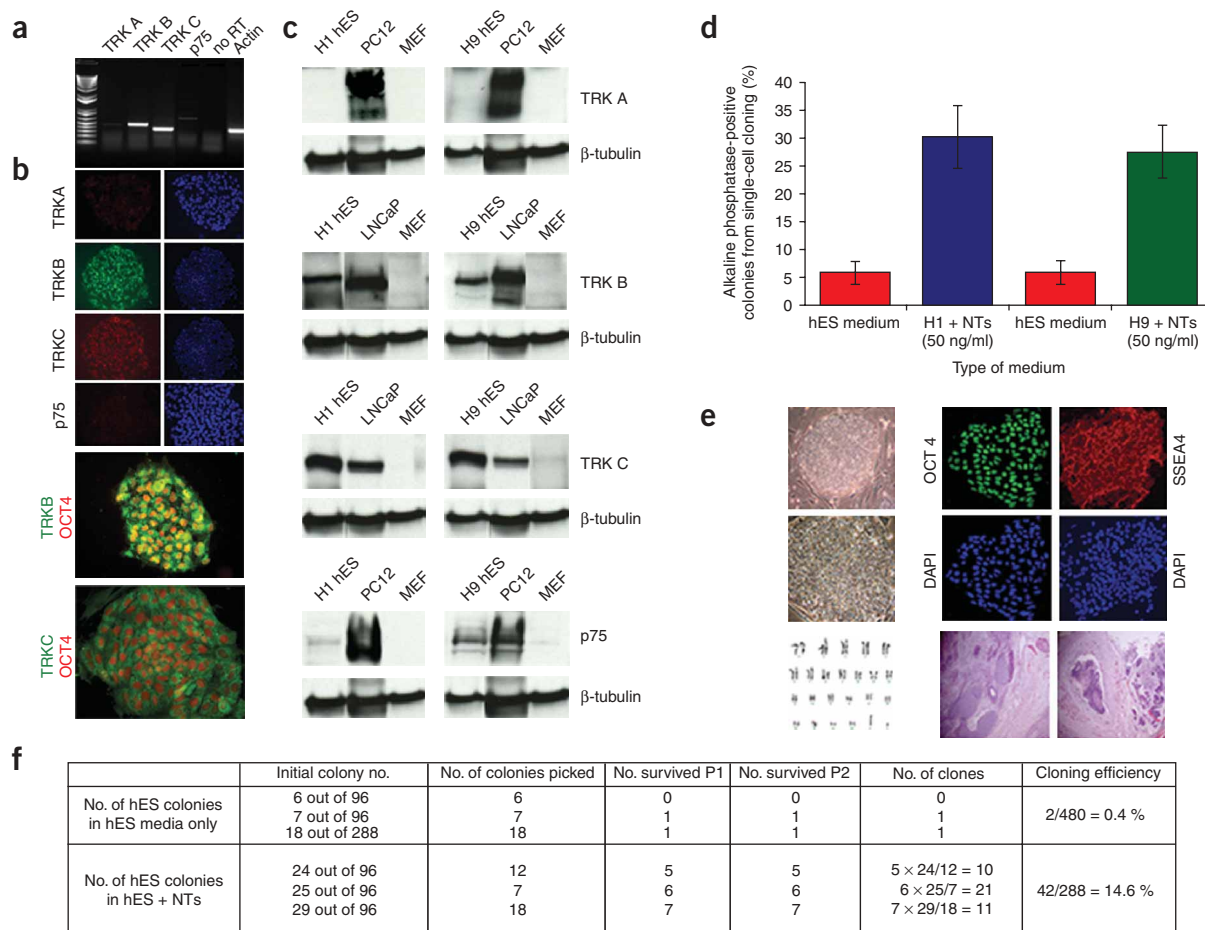 a
TRK A
TRK B
TRK C
p75
no RT
Actin
b
TRKA
TRKB
TRKC
p75
TRKB
OCT4
TRKC
OCT4
c
H1 hES PC12 MEF H9 hES PC12 MEF
TRK A
β-tubulin
H1 hES LNCaP MEF H9 hES LNCaP MEF
TRK B
β-tubulin
H1 hES LNCaP MEF H9 hES LNCaP MEF
TRK C
β-tubulin
H1 hES PC12 MEF H9 hES PC12 MEF
p75
β-tubulin
d
Alkaline phosphatase-positive
colonies from single-cell cloning (%)
40
35
30
25
20
15
10
5
0
hES medium H1 + NTs hES medium H9 + NTs
(50 ng/ml) (50 ng/ml)
Type of medium
e
OCT 4
SSEA4
DAPI
DAPI
f
Initial colony no. No. of colonies picked No. survived P1 No. survived P2 No. of clones Cloning efficiency
No. of hES colonies
in hES media only
6 out of 96 6 0 0 0
7 out of 96 7 1 1 1
18 out of 288 18 1 1 1
2/480 = 0.4 %
No. of hES colonies
in hES + NTs
24 out of 96 12 5 5 5 × 24/12 = 10
25 out of 96 7 6 6 6 × 25/7 = 21
29 out of 96 18 7 7 7 × 29/18 = 11
42/288 = 14.6 %